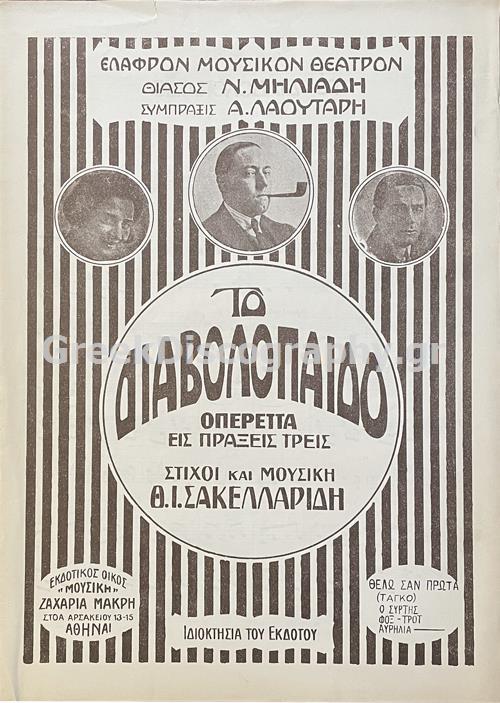 ΕΛΑΦΡΟΝ ΜΟΥΣΙΚΟΝ ΘΕΑΤΡΟΝ
ΘΙΑΣΟΣ Ν. ΜΗΛΙΑΔΗ
ΣΥΜΠΡΑΞΙΣ Α. ΛΑΟΥΤΑΡΗ
ΤΟ
ΔΙΑΒΟΛΟΠΑΙΔΟ
GreekDiscography.gr
ΟΠΕΡΕΤΤΑ
ΕΙΣ ΠΡΑΞΕΙΣ ΤΡΕΙΣ
ΣΤΙΧΟΙ και ΜΟΥΣΙΚΗ
Θ.Ι.ΣΑΚΕΛΛΑΡΙΔΗ
ΕΚΔΟΤΙΚΟΣ ΟΙΚΟΣ
„ΜΟΥΣΙΚΗ"
ΖΑΧΑΡΙΑ ΜΑΚΡΗ
ΣΤΟΑ ΑΡΣΑΚΕΙΟΥ 13-15
ΑΘΗΝΑΙ
ΙΔΙΟΚΤΗΣΙΑ ΤΟΥ ΕΚΔΟΤΟΥ
ΘΕΛΩ ΣΑΝ ΠΡΩΤΑ
(ΤΑΓΚΟ)
Ο ΣΥΡΤΗΣ
ΦΟΞ-ΤΡΟΤ
ΑΥΡΗΛΙΑ